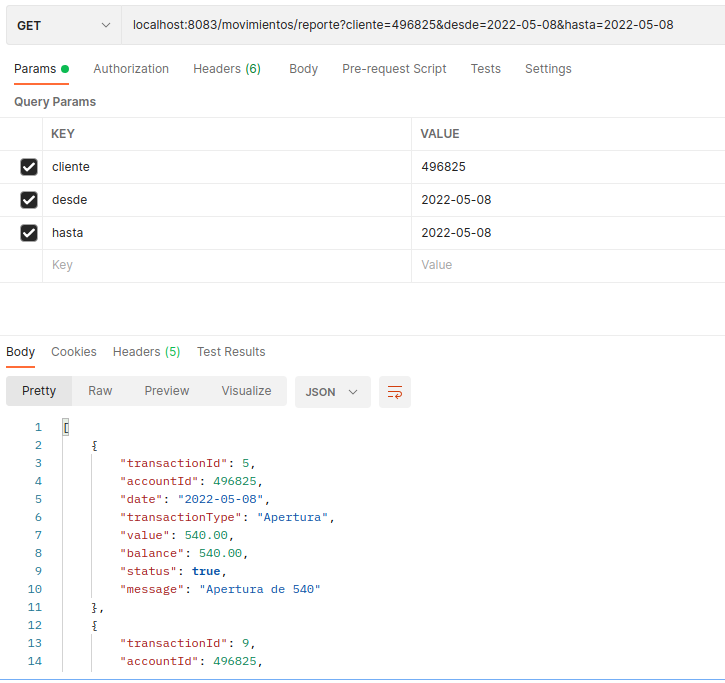 GET localhost:8083/movimientos/reporte?cliente=496825&desde=2022-05-08&hasta=2022-05-08
Params Authorization Headers (6) Body Pre-request Script Tests Settings
Query Params
KEY VALUE
cliente 496825
desde 2022-05-08
hasta 2022-05-08
Key Value
Body Cookies Headers (5) Test Results
Pretty Raw Preview Visualize JSON
1 [
2 {
3 "transactionId": 5,
4 "accountId": 496825,
5 "date": "2022-05-08",
6 "transactionType": "Apertura",
7 "value": 540.00,
8 "balance": 540.00,
9 "status": true,
10 "message": "Apertura de 540"
11 },
12 {
13 "transactionId": 9,
14 "accountId": 496825,